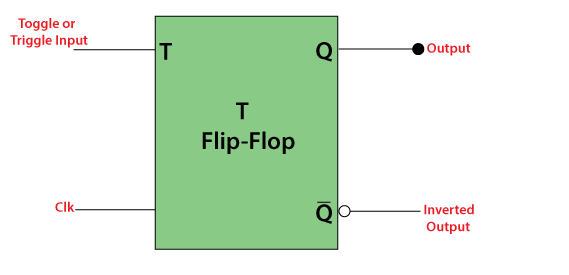 Toggle or
Triggle Input
T
Q
Output
T
Flip-Flop
Clk
Q̅
Inverted
Output